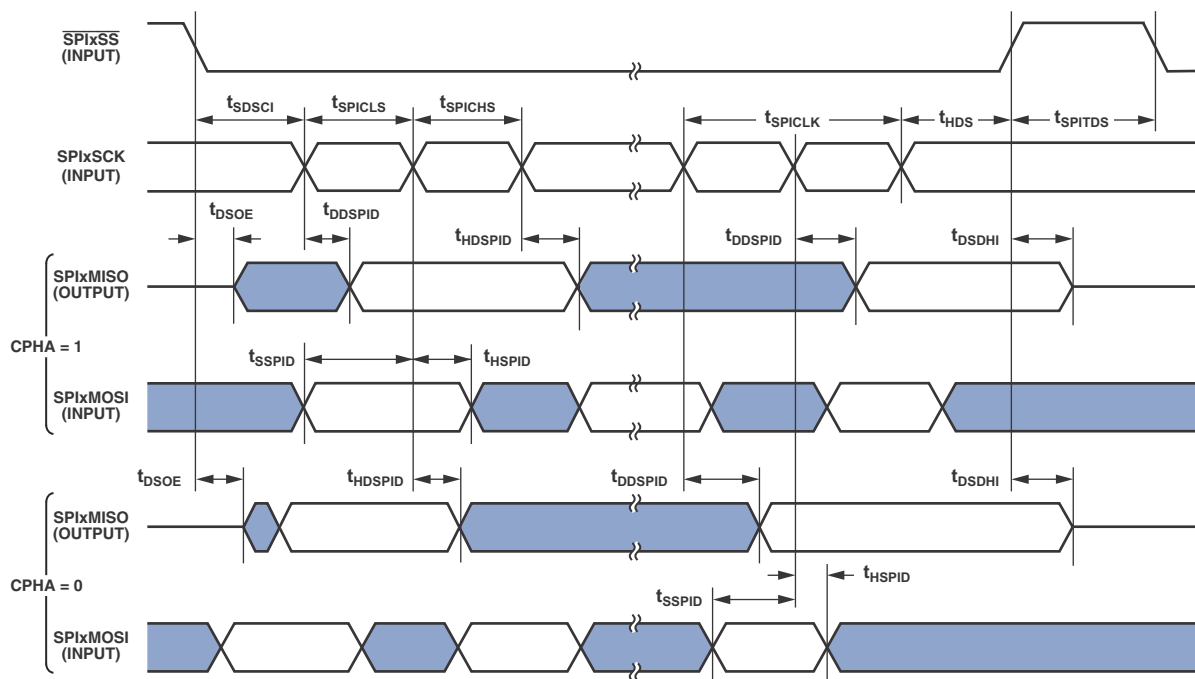 SPIxSS
(INPUT)
tSDSCI tSPICLS tSPICHS tSPICLK tHDS tSPITDS
SPIxSCK
(INPUT)
tDSOE tDDSPID tHDSPID tDDSPID tDSDHI
SPIxMISO
(OUTPUT)
CPHA = 1
tSSPID tHSPID
SPIxMOSI
(INPUT)
tDSOE tHDSPID tDDSPID tDSDHI
SPIxMISO
(OUTPUT)
CPHA = 0
tHSPID
tSSPID
SPIxMOSI
(INPUT)